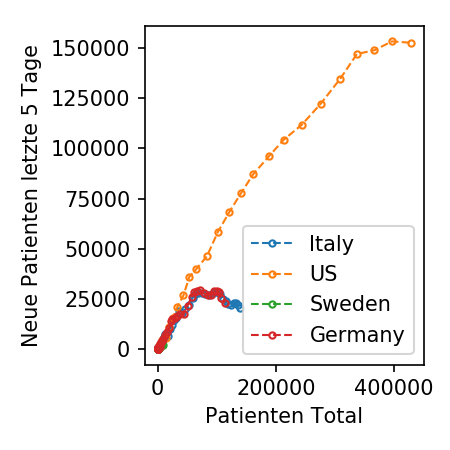 Neue Patienten letzte 5 Tage
150000
125000
100000
75000
50000
25000
0
Italy
US
Sweden
Germany
0
200000
400000
Patienten Total